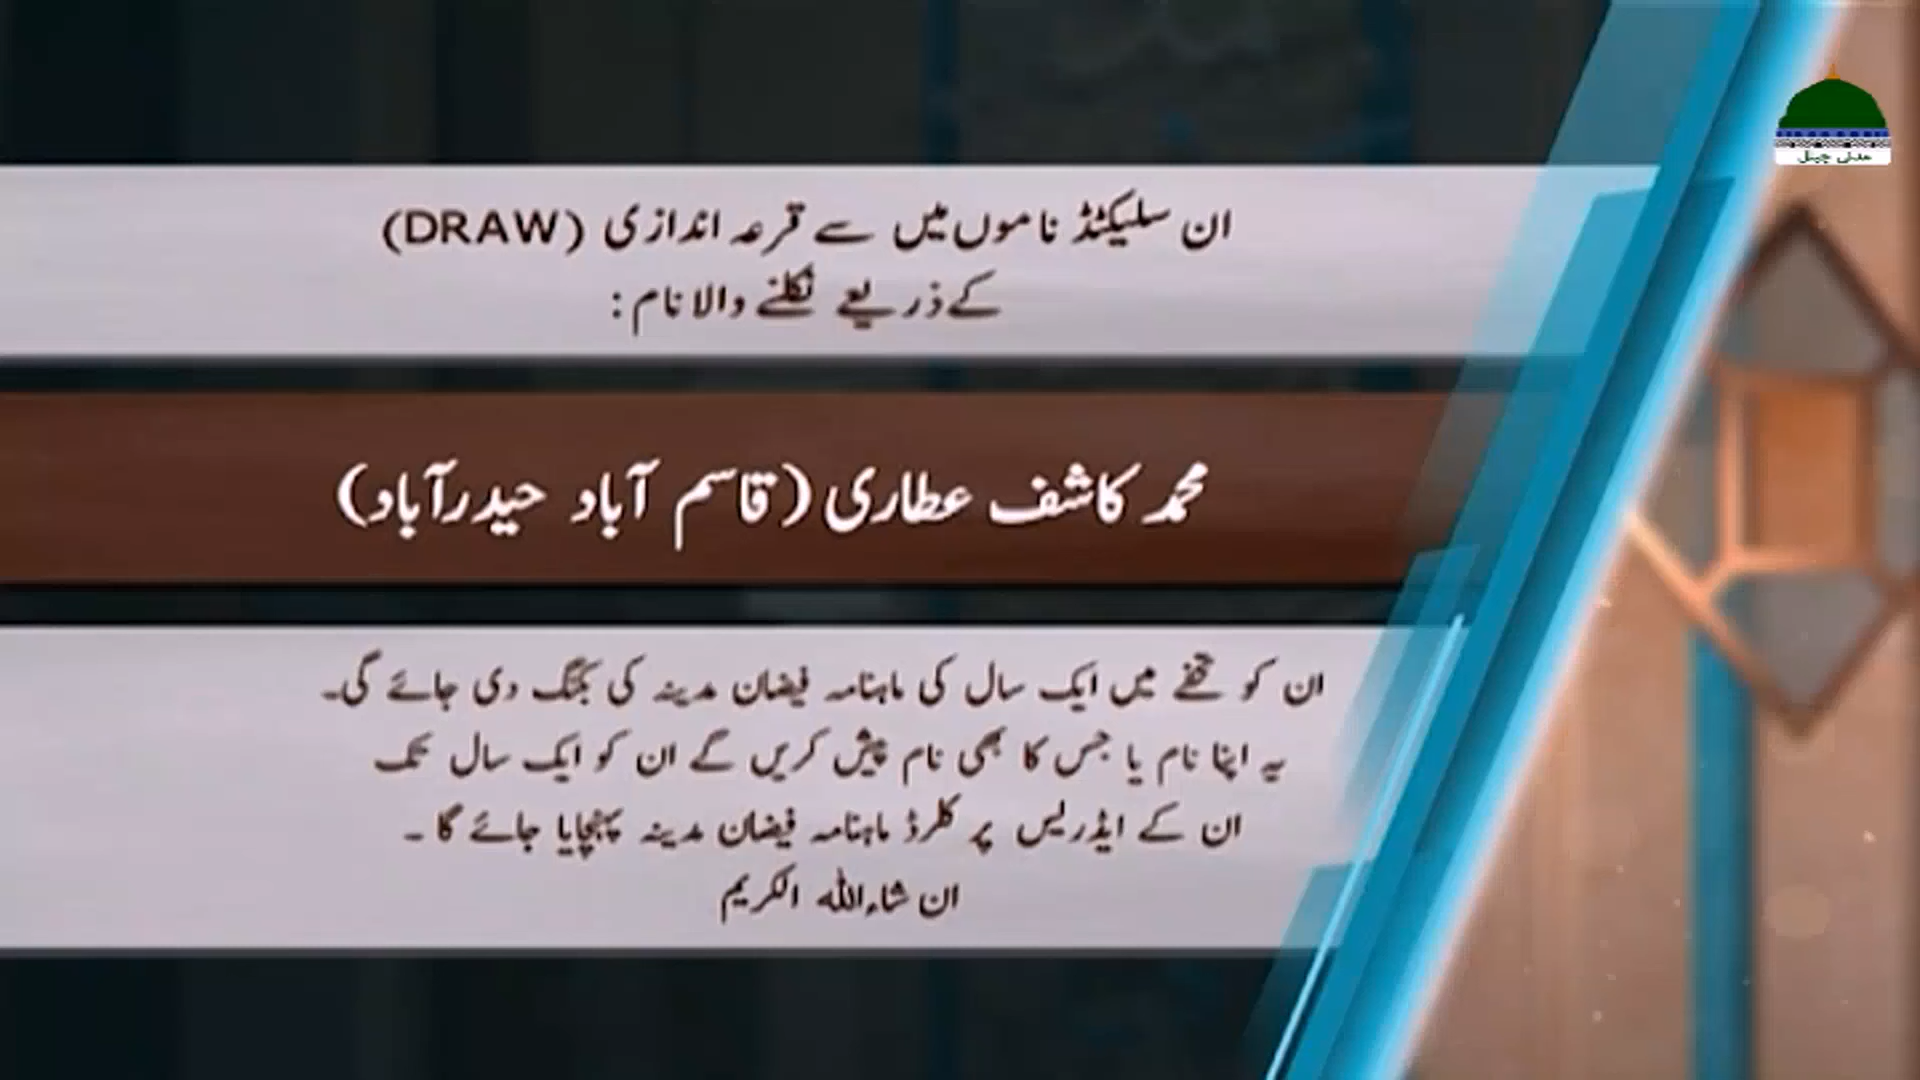 مدنی چینل
ان سلیکٹڈ ناموں میں سے قرعہ اندازی (DRAW)
کے ذریعے نکلنے والا نام :
محمد کاشف عطاری (قاسم آباد حیدرآباد)
ان کو تحفے میں ایک سال کی ماہنامہ فیضان مدینہ کی بکنگ دی جائے گی۔
یہ اپنا نام یا جس کا بھی نام پیش کریں گے ان کو ایک سال تک
ان کے ایڈریس پر کلرڈ ماہنامہ فیضان مدینہ پہنچایا جائے گا ۔
ان شاءاللہ الکریم